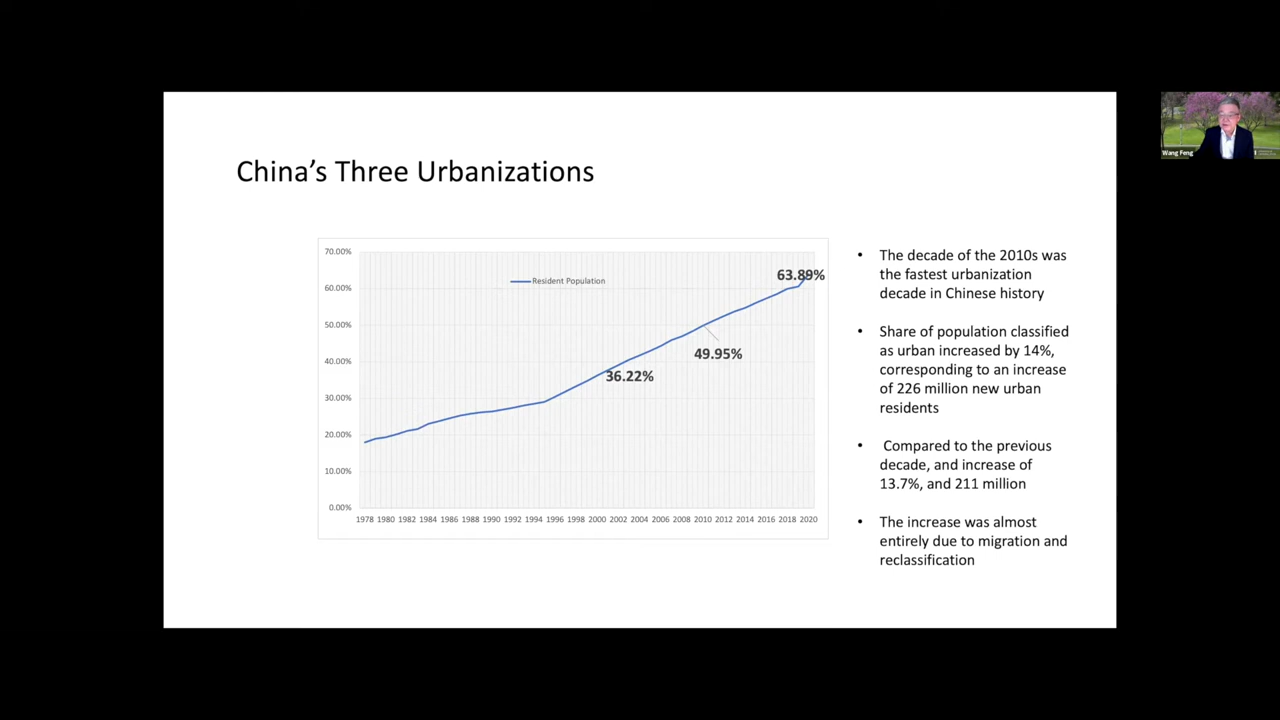 China's Three Urbanizations
70.00%
60.00%
50.00%
40.00%
30.00%
20.00%
10.00%
0.00%
Resident Population
63.89%
49.95%
36.22%
1978 1980 1982 1984 1986 1988 1990 1992 1994 1996 1998 2000 2002 2004 2006 2008 2010 2012 2014 2016 2018 2020
• The decade of the 2010s was
the fastest urbanization
decade in Chinese history
• Share of population classified
as urban increased by 14%,
corresponding to an increase
of 226 million new urban
residents
• Compared to the previous
decade, and increase of
13.7%, and 211 million
• The increase was almost
entirely due to migration and
reclassification
Wang Feng